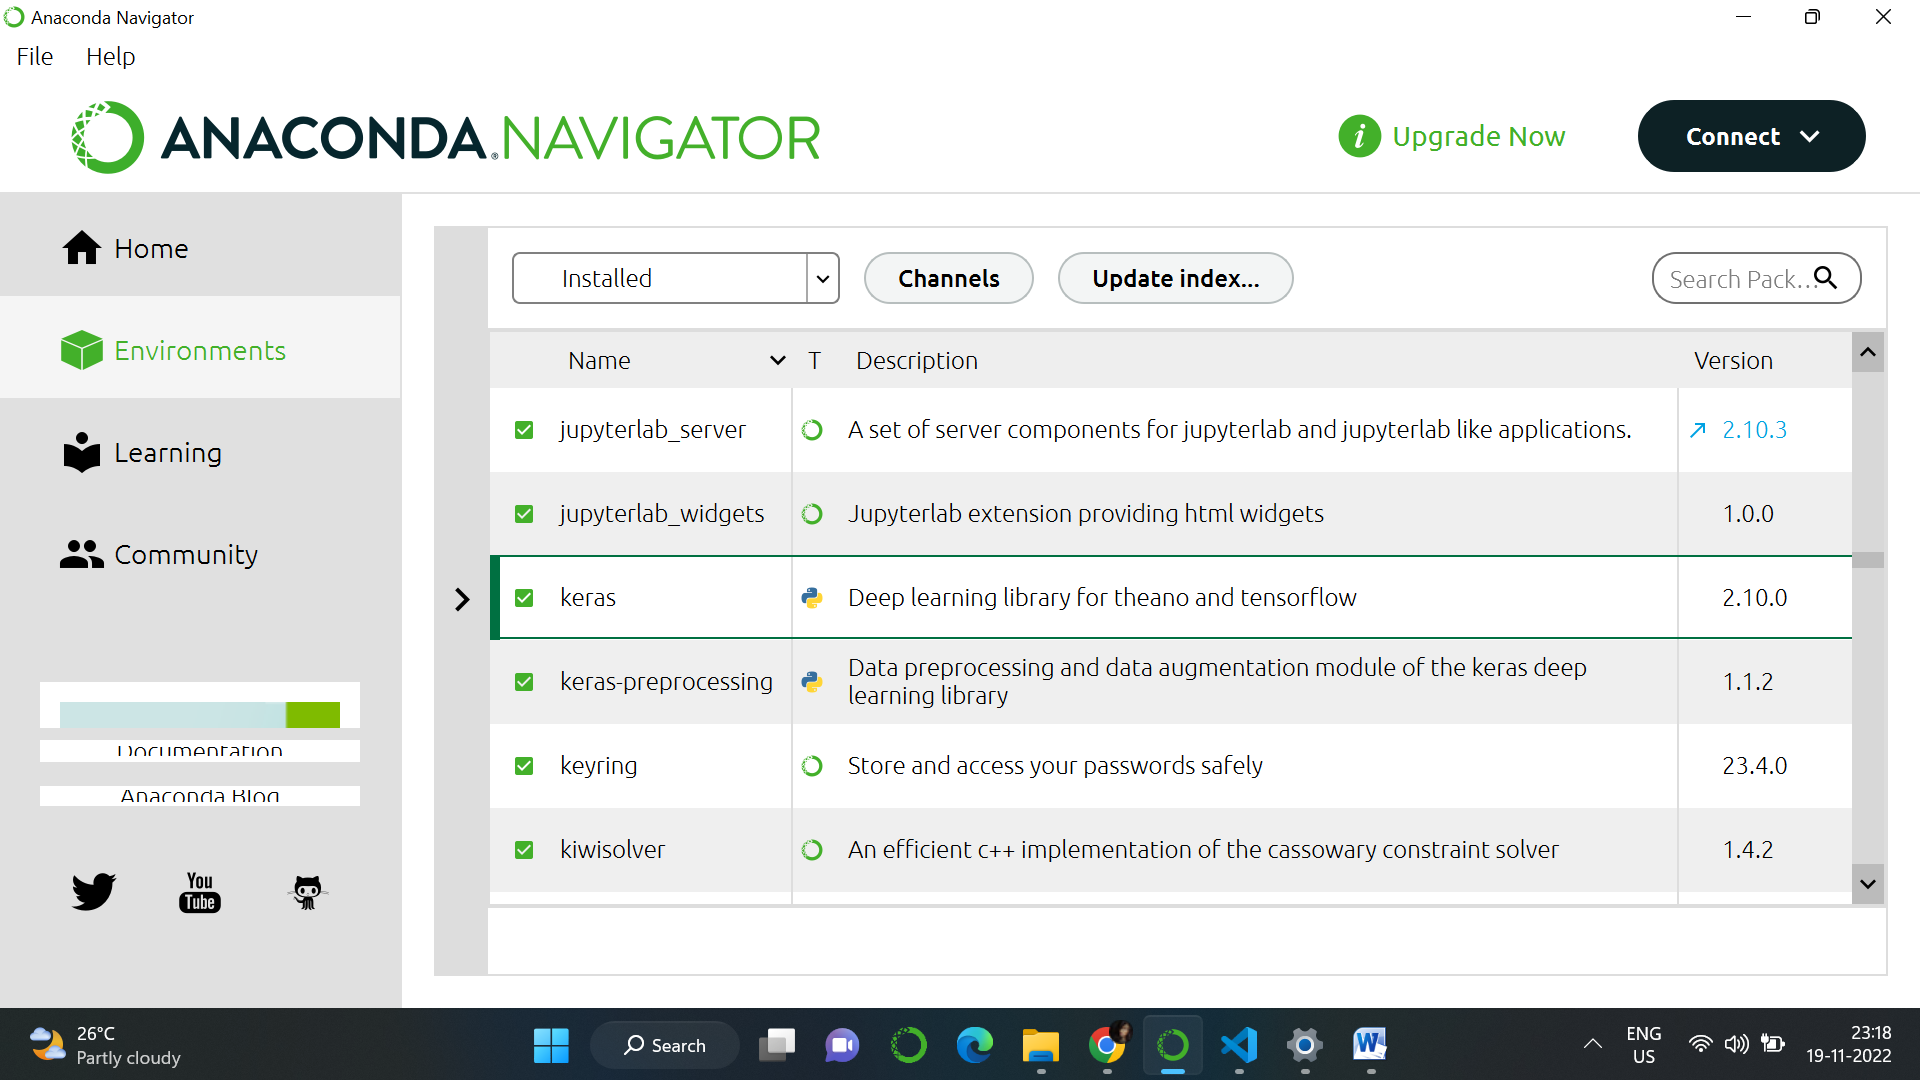 Anaconda Navigator
File Help
ANACONDA.NAVIGATOR
Upgrade Now
Connect
Home
Environments
Learning
Community
Documentation
Anaconda Blog
You
Tube
Installed
Channels
Update index...
Search Pack...
Name T Description Version
jupyterlab_server A set of server components for jupyterlab and jupyterlab like applications. 2.10.3
jupyterlab_widgets Jupyterlab extension providing html widgets 1.0.0
keras Deep learning library for theano and tensorflow 2.10.0
keras-preprocessing Data preprocessing and data augmentation module of the keras deep
learning library 1.1.2
keyring Store and access your passwords safely 23.4.0
kiwisolver An efficient c++ implementation of the cassowary constraint solver 1.4.2
26°C
Partly cloudy
Search
ENG
US
23:18
19-11-2022